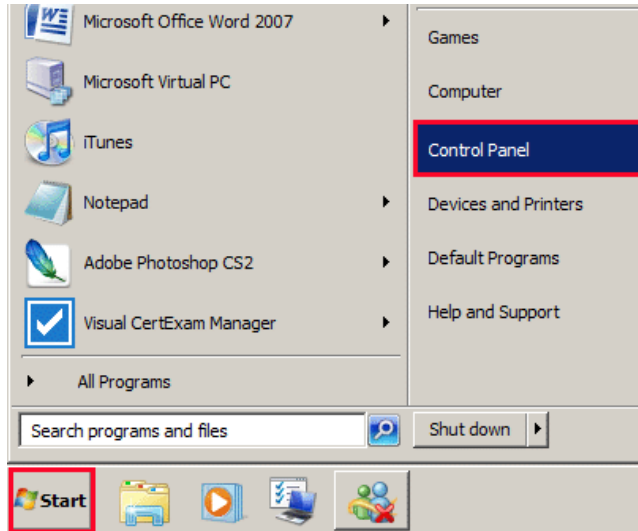 Microsoft Office Word 2007
Microsoft Virtual PC
iTunes
Notepad
Adobe Photoshop CS2
Visual CertExam Manager
All Programs
Search programs and files
Games
Computer
Control Panel
Devices and Printers
Default Programs
Help and Support
Shut down
Start